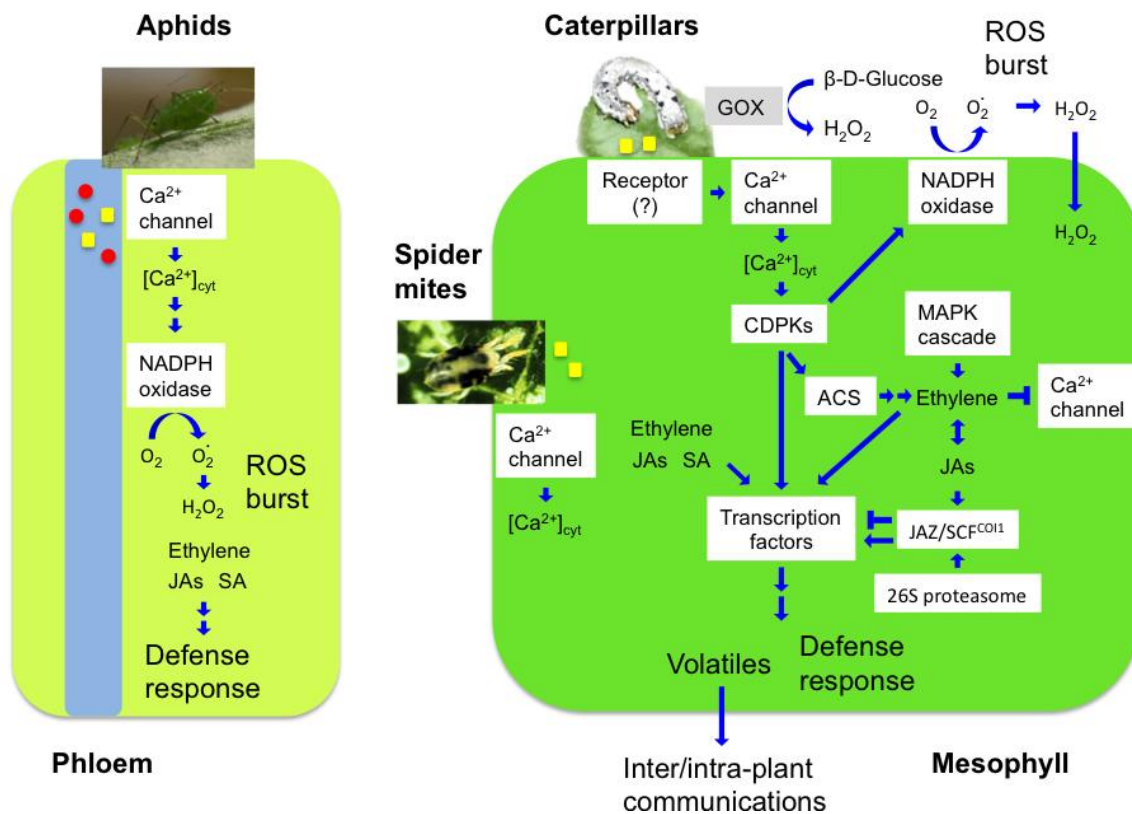 Aphids
Ca²⁺
channel
[Ca²⁺]cyt
NADPH
oxidase
O₂ O₂˙
H₂O₂
ROS
burst
Ethylene
JAs SA
Defense
response
Phloem
Caterpillars
GOX
β-D-Glucose
H₂O₂
ROS
burst
O₂ O₂˙
H₂O₂
H₂O₂
Receptor
(?)
Ca²⁺
channel
NADPH
oxidase
[Ca²⁺]cyt
Spider
mites
CDPKs
MAPK
cascade
ACS
Ethylene
Ca²⁺
channel
Ca²⁺
channel
[Ca²⁺]cyt
Ethylene
JAs SA
JAs
Transcription
factors
JAZ/SCFᶜᴼᴵ¹
26S proteasome
Volatiles
Defense
response
Inter/intra-plant
communications
Mesophyll